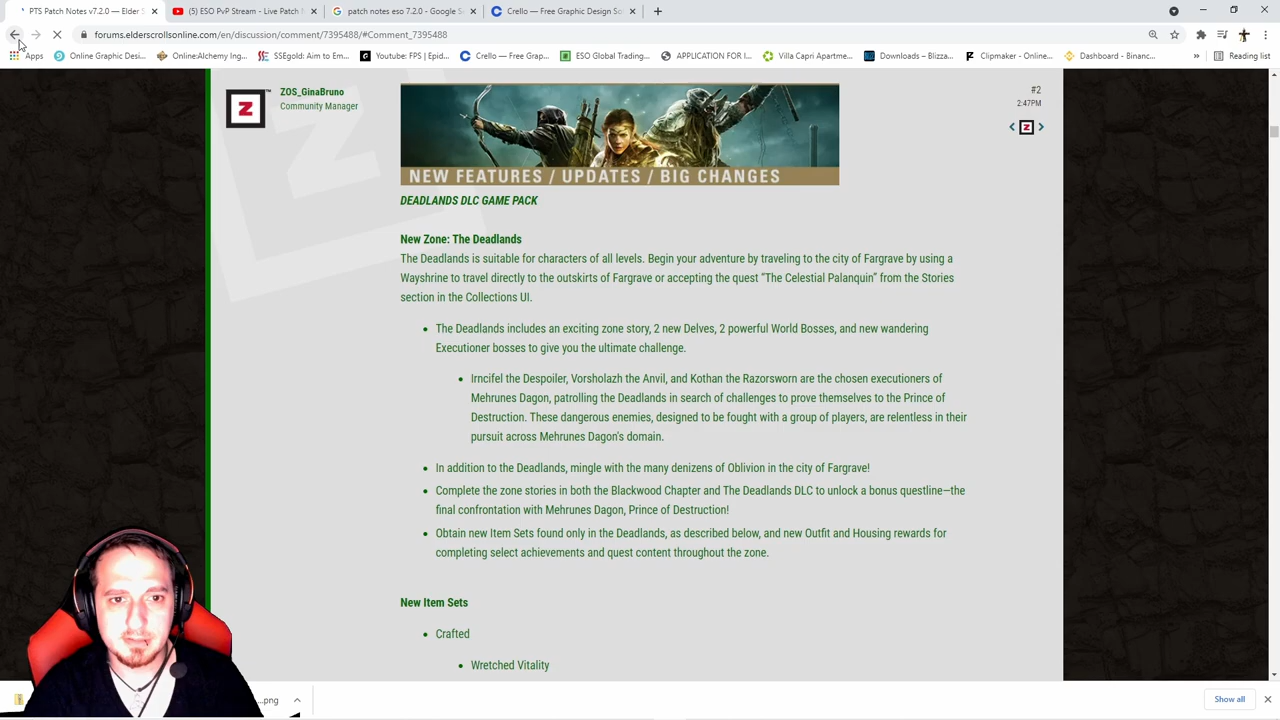 PTS Patch Notes v7.2.0 — Elder S
(5) ESO PvP Stream - Live Patch N
patch notes eso 7.2.0 - Google Se
Crello — Free Graphic Design So
forums.elderscrollsonline.com/en/discussion/comment/7395488/#Comment_7395488
Apps
Online Graphic Desi...
Online:Alchemy Ing...
SSEgold: Aim to Em...
Youtube: FPS | Epid...
Crello — Free Grap...
ESO Global Trading...
APPLICATION FOR I...
Villa Capri Apartme...
Downloads – Blizza...
Clipmaker - Online...
Dashboard - Binanc...
»
Reading list
ZOS_GinaBruno
Community Manager
#2
2:47PM
NEW FEATURES / UPDATES / BIG CHANGES
DEADLANDS DLC GAME PACK
New Zone: The Deadlands
The Deadlands is suitable for characters of all levels. Begin your adventure by traveling to the city of Fargrave by using a
Wayshrine to travel directly to the outskirts of Fargrave or accepting the quest “The Celestial Palanquin” from the Stories
section in the Collections UI.
The Deadlands includes an exciting zone story, 2 new Delves, 2 powerful World Bosses, and new wandering
Executioner bosses to give you the ultimate challenge.
Irncifel the Despoiler, Vorsholazh the Anvil, and Kothan the Razorsworn are the chosen executioners of
Mehrunes Dagon, patrolling the Deadlands in search of challenges to prove themselves to the Prince of
Destruction. These dangerous enemies, designed to be fought with a group of players, are relentless in their
pursuit across Mehrunes Dagon's domain.
In addition to the Deadlands, mingle with the many denizens of Oblivion in the city of Fargrave!
Complete the zone stories in both the Blackwood Chapter and The Deadlands DLC to unlock a bonus questline—the
final confrontation with Mehrunes Dagon, Prince of Destruction!
Obtain new Item Sets found only in the Deadlands, as described below, and new Outfit and Housing rewards for
completing select achievements and quest content throughout the zone.
New Item Sets
Crafted
Wretched Vitality
...png
Show all